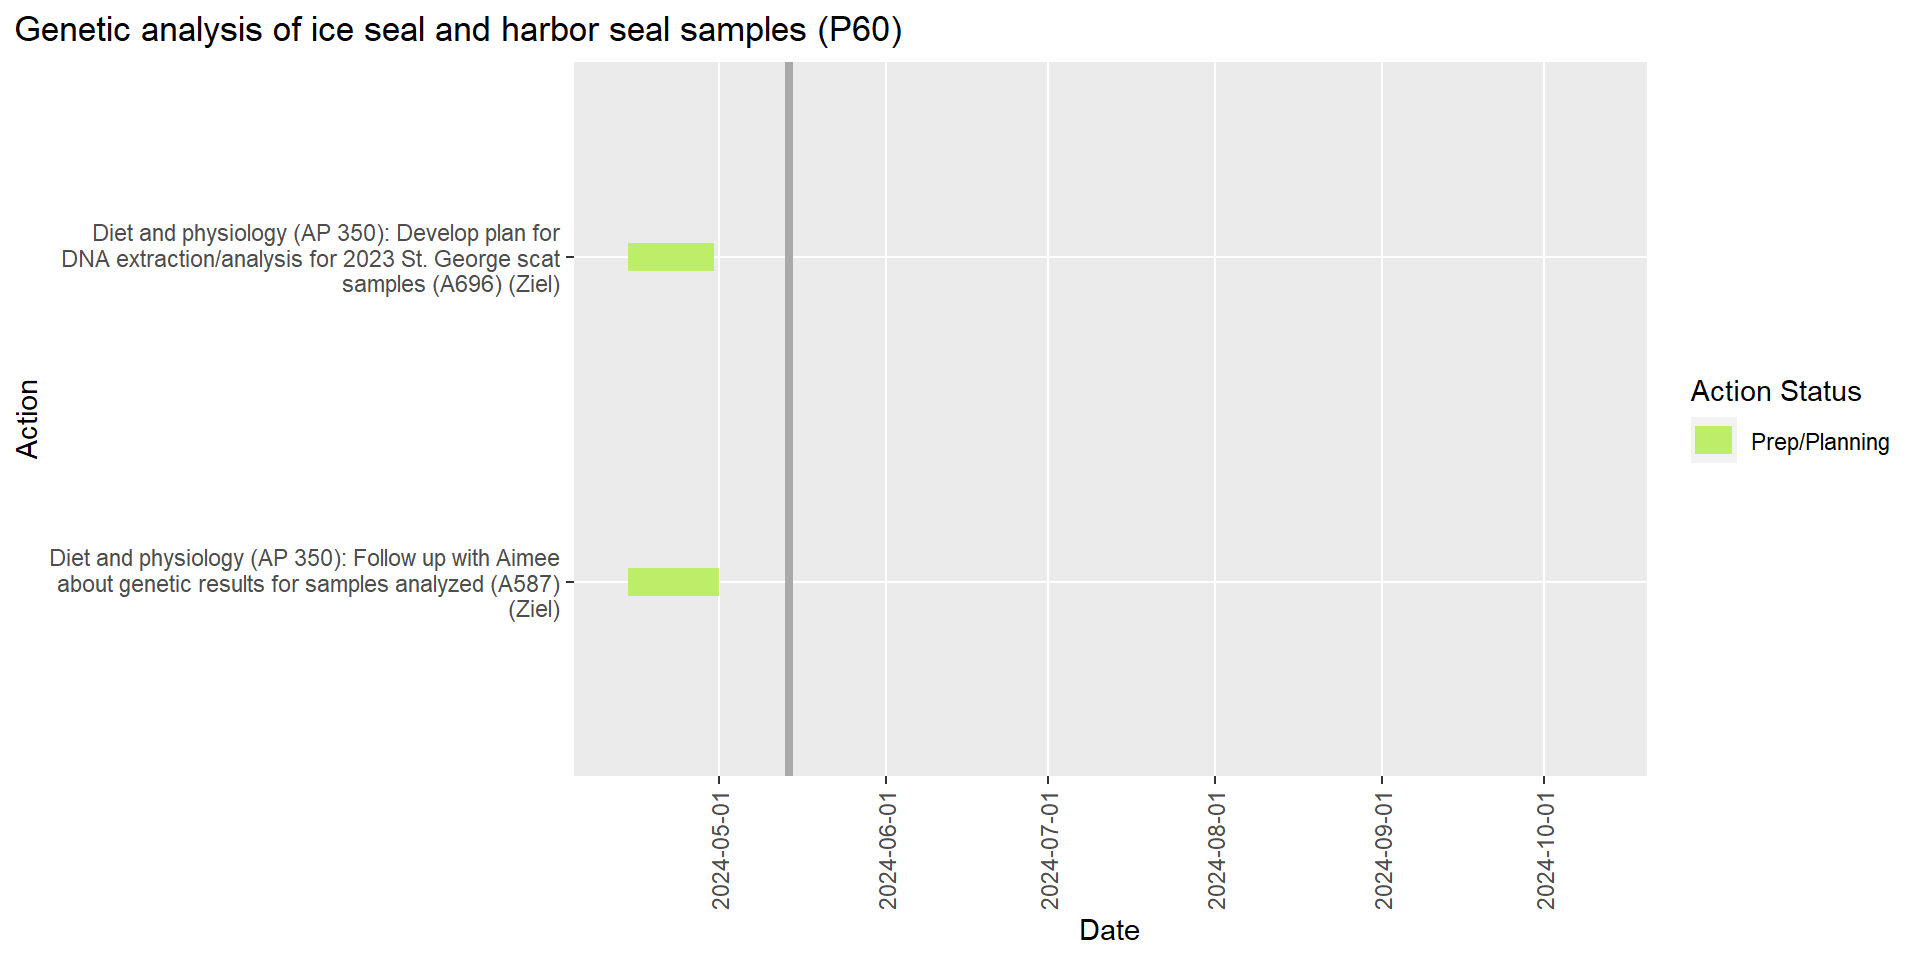 Genetic analysis of ice seal and harbor seal samples (P60)
Diet and physiology (AP 350): Develop plan for
DNA extraction/analysis for 2023 St. George scat
samples (A696) (Ziel)
Action
Diet and physiology (AP 350): Follow up with Aimee
about genetic results for samples analyzed (A587)
(Ziel)
Action Status
Prep/Planning
2024-05-01
2024-06-01
2024-07-01
2024-08-01
2024-09-01
2024-10-01
Date